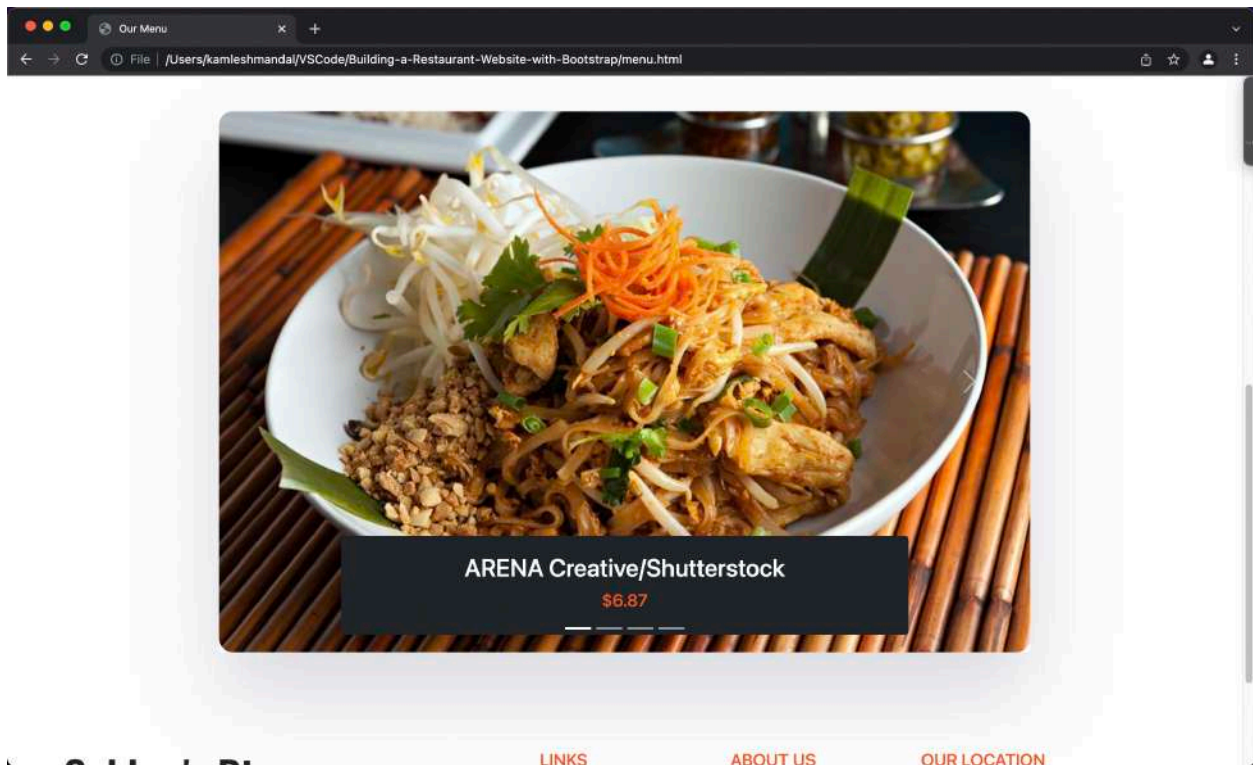 Our Menu
File | /Users/kamleshmandal/VSCode/Building-a-Restaurant-Website-with-Bootstrap/menu.html
ARENA Creative/Shutterstock
$6.87
LINKS
ABOUT US
OUR LOCATION